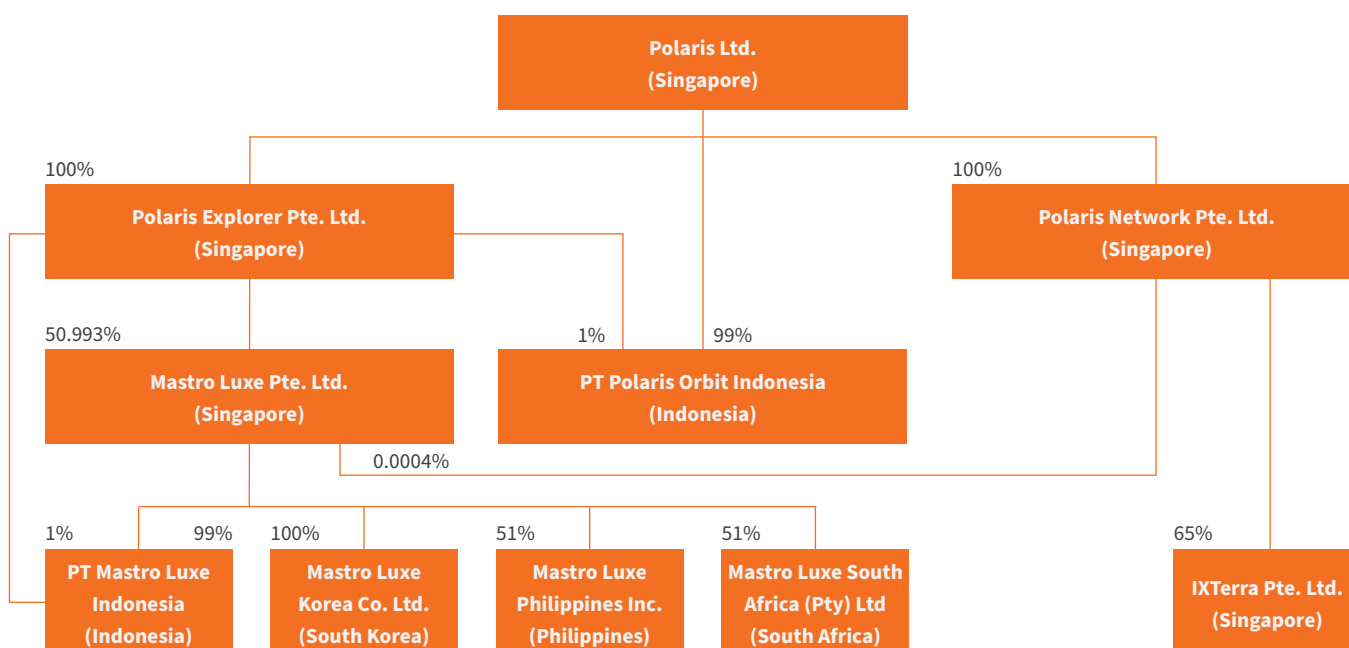 Polaris Ltd.
(Singapore)
100%
100%
Polaris Explorer Pte. Ltd.
(Singapore)
Polaris Network Pte. Ltd.
(Singapore)
50.993%
1%
99%
Mastro Luxe Pte. Ltd.
(Singapore)
PT Polaris Orbit Indonesia
(Indonesia)
0.0004%
1%
99%
100%
51%
51%
65%
PT Mastro Luxe
Indonesia
(Indonesia)
Mastro Luxe
Korea Co. Ltd.
(South Korea)
Mastro Luxe
Philippines Inc.
(Philippines)
Mastro Luxe South
Africa (Pty) Ltd
(South Africa)
IXTerra Pte. Ltd.
(Singapore)